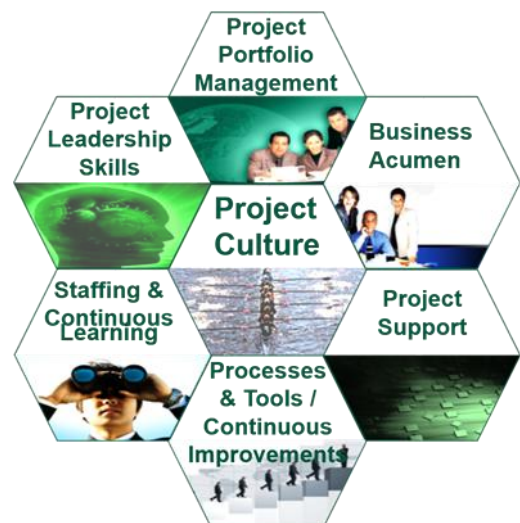 Project
Portfolio
Management
Project
Leadership
Skills
Business
Acumen
Project
Culture
Staffing &
Continuous
Learning
Project
Support
Processes
& Tools /
Continuous
Improvements